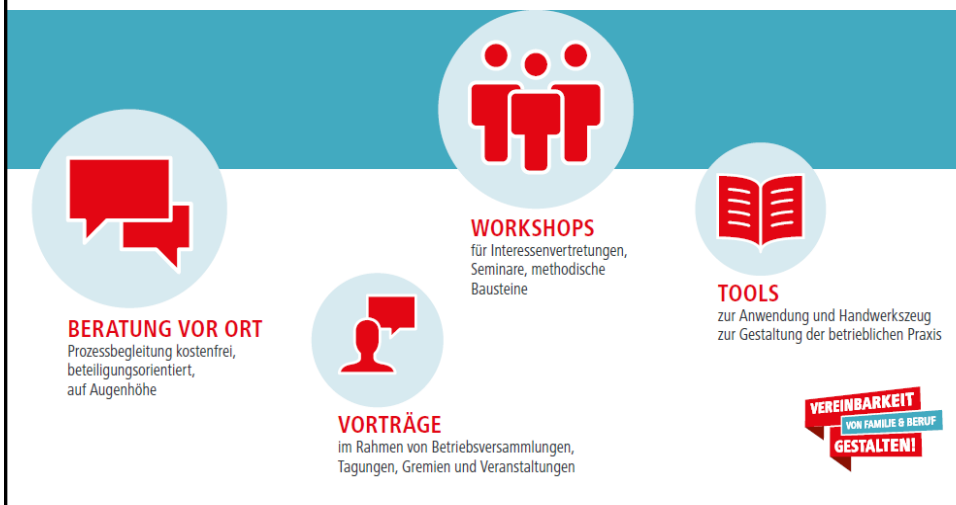 BERATUNG VOR ORT
Prozessbegleitung kostenfrei,
beteiligungsorientiert,
auf Augenhöhe
VORTRÄGE
im Rahmen von Betriebsversammlungen,
Tagungen, Gremien und Veranstaltungen
WORKSHOPS
für Interessenvertretungen,
Seminare, methodische
Bausteine
TOOLS
zur Anwendung und Handwerkszeug
zur Gestaltung der betrieblichen Praxis
VEREINBARKEIT
VON FAMILIE & BERUF
GESTALTEN!